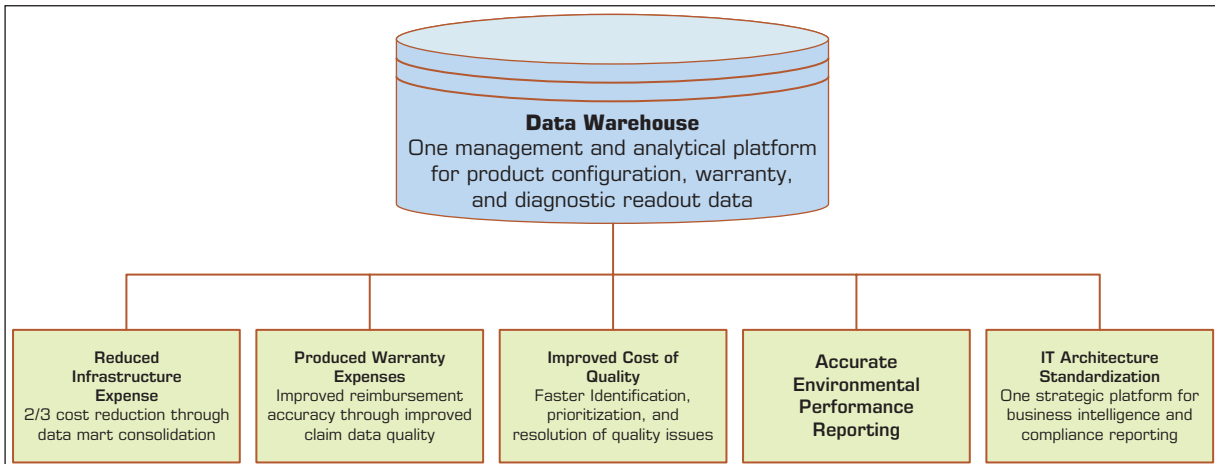 Data Warehouse
One management and analytical platform
for product configuration, warranty,
and diagnostic readout data
Reduced
Infrastructure
Expense
2/3 cost reduction through
data mart consolidation
Produced Warranty
Expenses
Improved reimbursement
accuracy through improved
claim data quality
Improved Cost of
Quality
Faster Identification,
prioritization, and
resolution of quality issues
Accurate
Environmental
Performance
Reporting
IT Architecture
Standardization
One strategic platform for
business intelligence and
compliance reporting